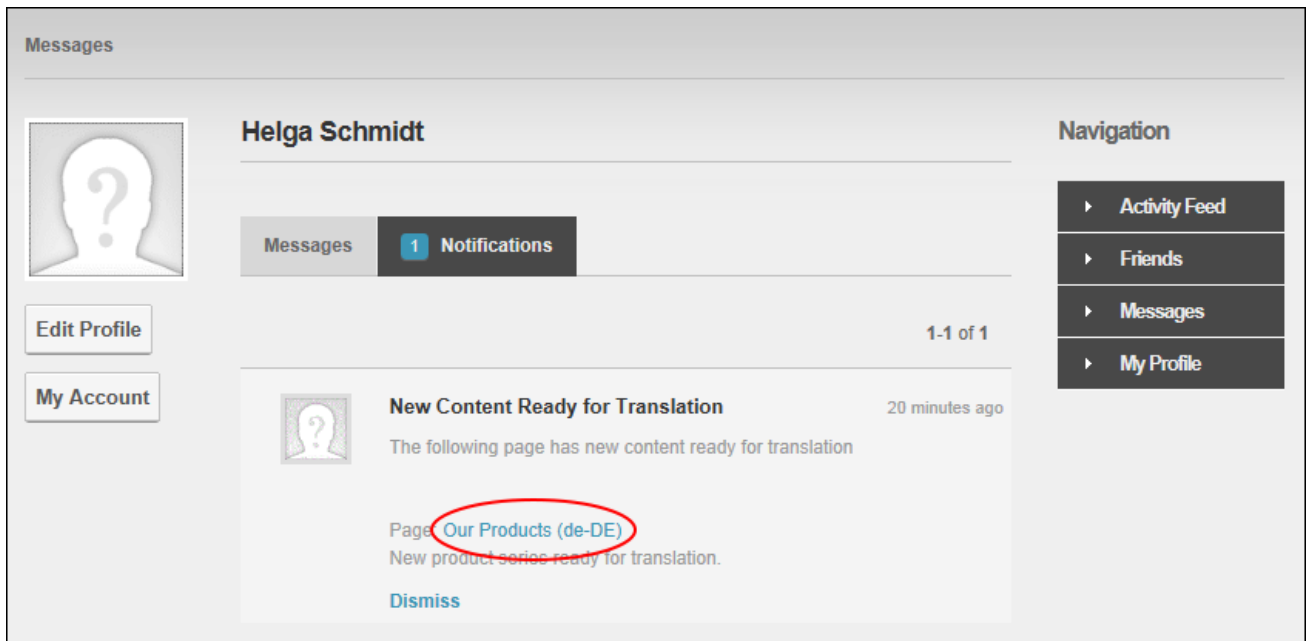 Messages
Helga Schmidt
Navigation
Messages
1 Notifications
Activity Feed
Friends
Messages
My Profile
Edit Profile
My Account
1-1 of 1
New Content Ready for Translation
20 minutes ago
The following page has new content ready for translation
Page: Our Products (de-DE)
New product series ready for translation.
Dismiss